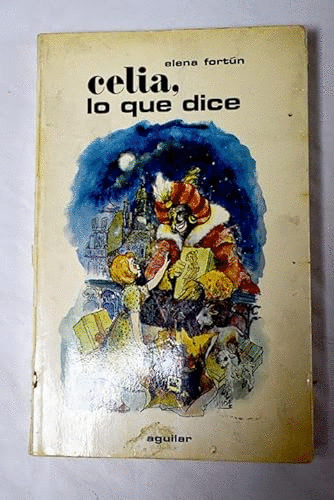 elena fortún
celia,
lo que dice
aguilar